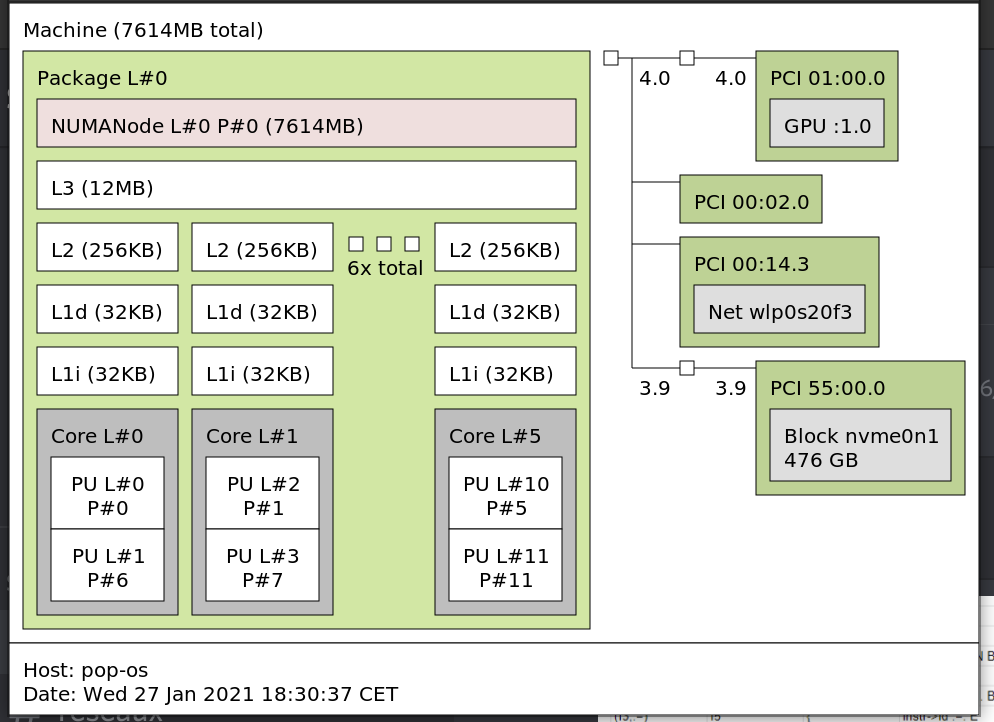 Machine (7614MB total)
Package L#0
NUMANode L#0 P#0 (7614MB)
L3 (12MB)
L2 (256KB)
L2 (256KB)
6x total
L2 (256KB)
L1d (32KB)
L1d (32KB)
L1d (32KB)
L1i (32KB)
L1i (32KB)
L1i (32KB)
Core L#0
PU L#0
P#0
PU L#1
P#6
Core L#1
PU L#2
P#1
PU L#3
P#7
Core L#5
PU L#10
P#5
PU L#11
P#11
4.0
4.0
PCI 01:00.0
GPU :1.0
PCI 00:02.0
PCI 00:14.3
Net wlp0s20f3
3.9
3.9
PCI 55:00.0
Block nvme0n1
476 GB
Host: pop-os
Date: Wed 27 Jan 2021 18:30:37 CET